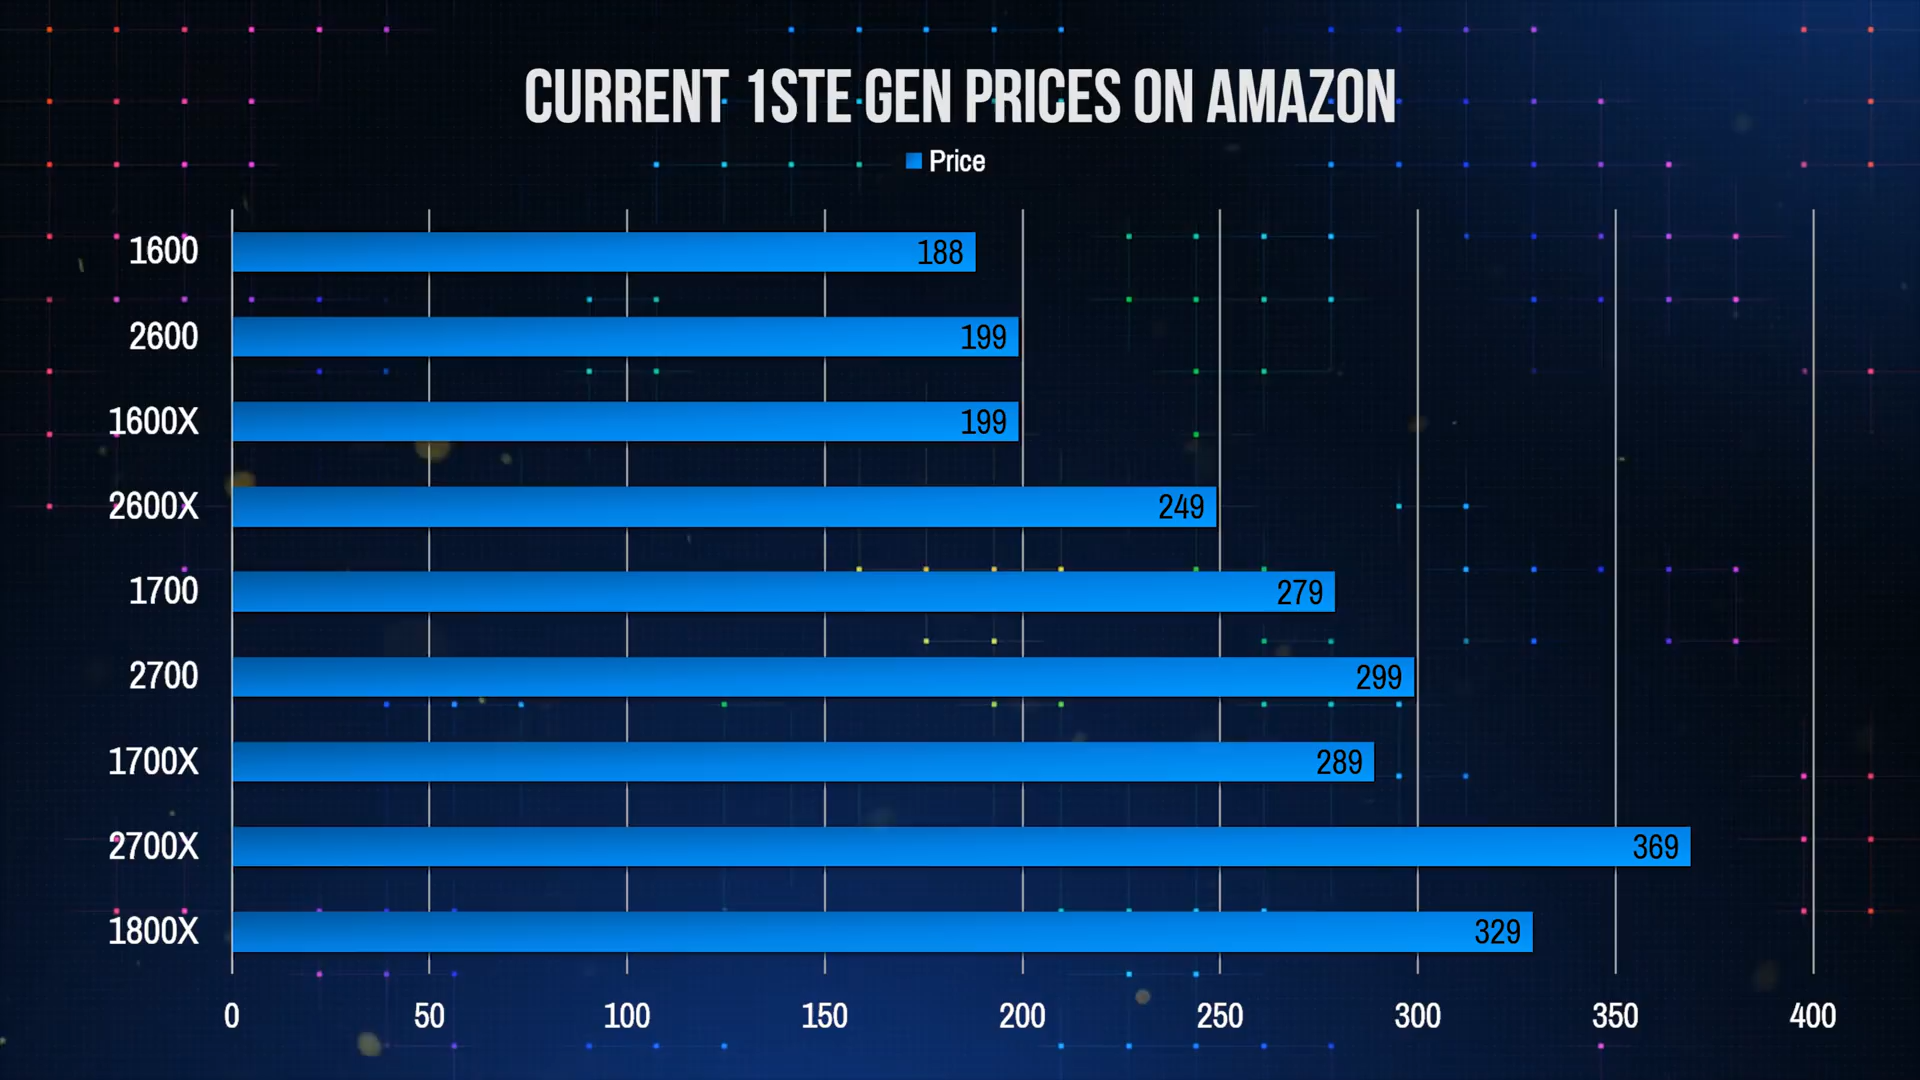 CURRENT 1STE GEN PRICES ON AMAZON
Price
1600 188
2600 199
1600X 199
2600X 249
1700 279
2700 299
1700X 289
2700X 369
1800X 329
0 50 100 150 200 250 300 350 400